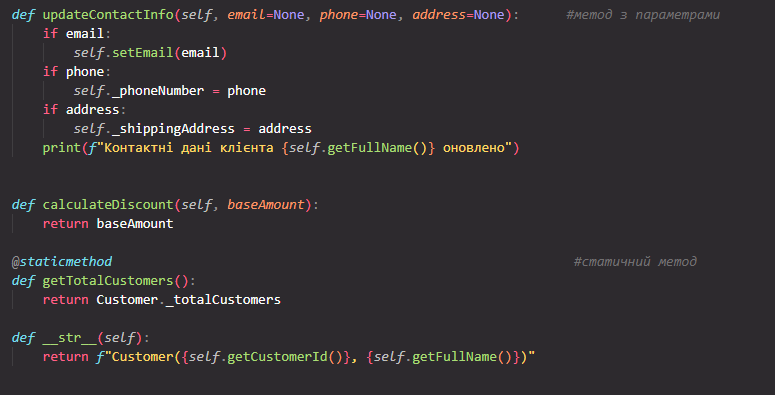 def updateContactInfo(self, email=None, phone=None, address=None):      #метод з параметрами
    if email:
        self.setEmail(email)
    if phone:
        self._phoneNumber = phone
    if address:
        self._shippingAddress = address
    print(f"Контактні дані клієнта {self.getFullName()} оновлено")
def calculateDiscount(self, baseAmount):
    return baseAmount
@staticmethod                                                            #статичний метод
def getTotalCustomers():
    return Customer._totalCustomers
def __str__(self):
    return f"Customer({self.getCustomerId()}, {self.getFullName()})"